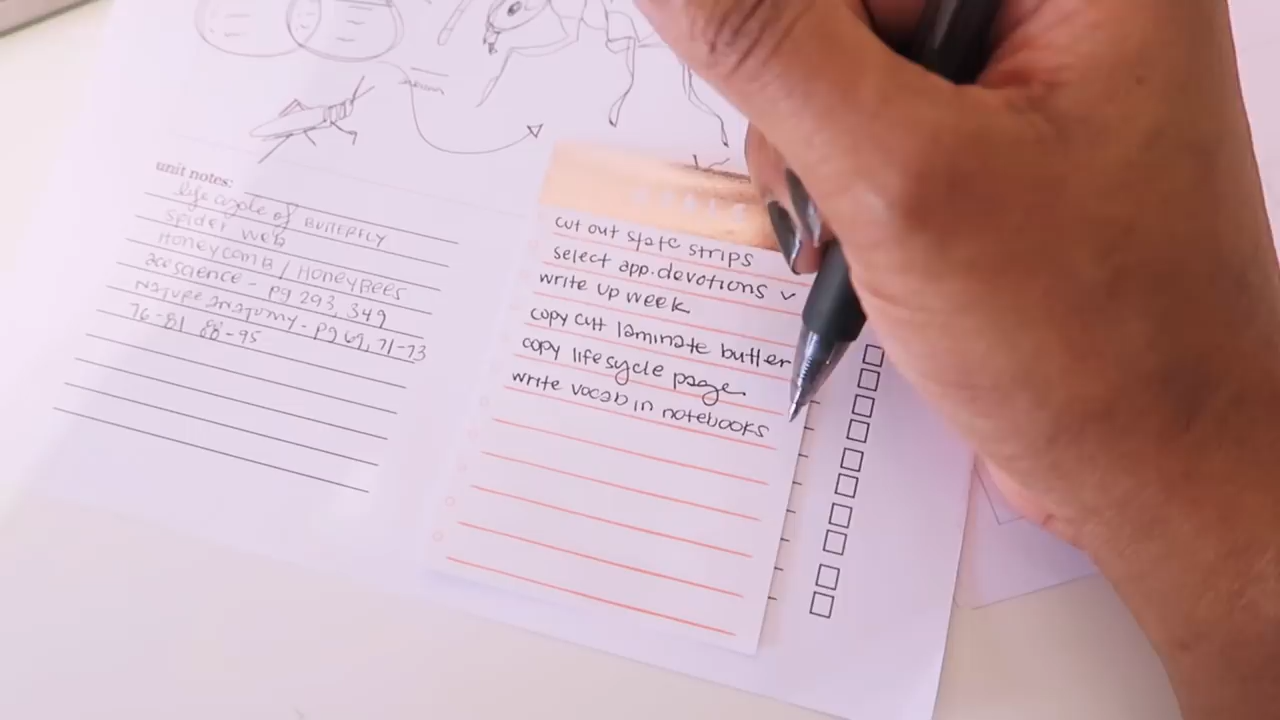 unit notes:
life cycle of BUTTERFLY
spider web
Honeycomb / HoneyBees
science - pg 293, 349
Nature anatomy - pg 69, 71-73
76-81 88-95
cut out state strips
select app. devotions ✓
write up week
copy cut laminate butter
copy lifesycle page
write vocab in notebooks